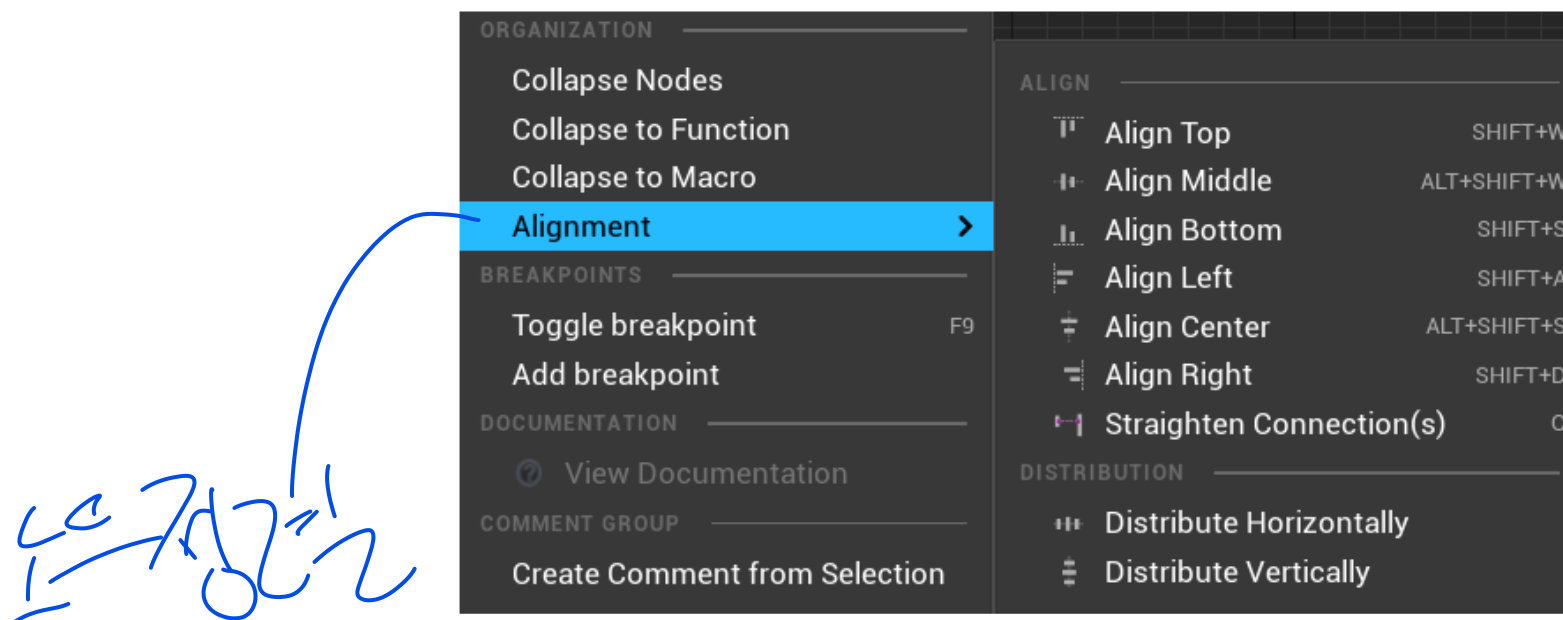 ORGANIZATION
Collapse Nodes
Collapse to Function
Collapse to Macro
Alignment
BREAKPOINTS
Toggle breakpoint F9
Add breakpoint
DOCUMENTATION
View Documentation
COMMENT GROUP
Create Comment from Selection
ALIGN
Align Top SHIFT+W
Align Middle ALT+SHIFT+W
Align Bottom SHIFT+S
Align Left SHIFT+A
Align Center ALT+SHIFT+S
Align Right SHIFT+D
Straighten Connection(s)
DISTRIBUTION
Distribute Horizontally
Distribute Vertically